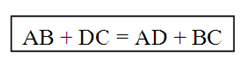 AB + DC = AD + BC